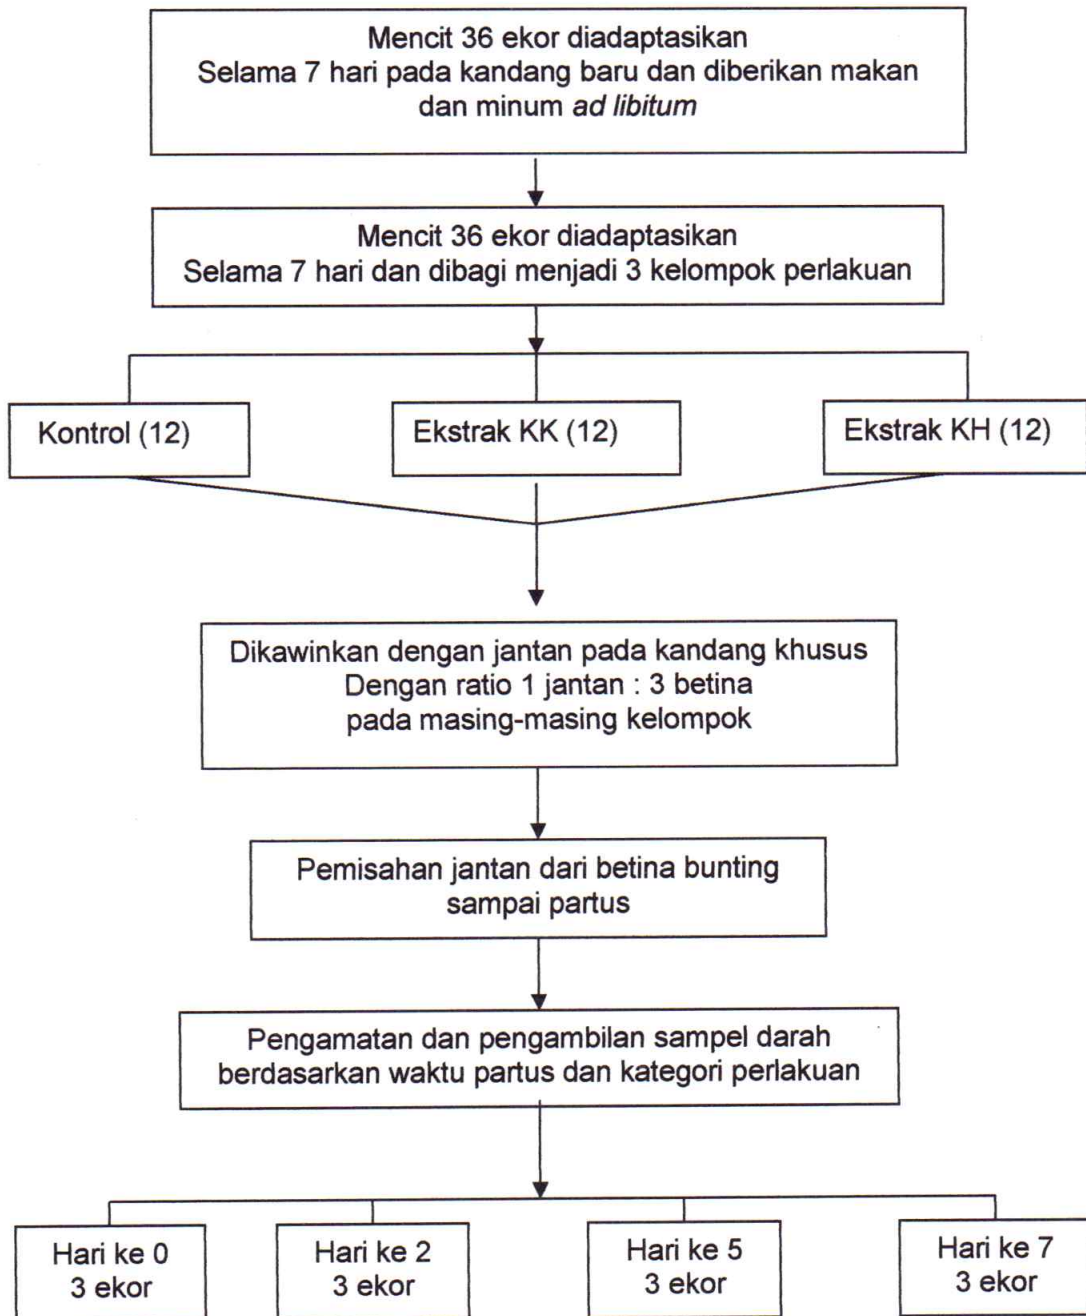 Mencit 36 ekor diadaptasikan
Selama 7 hari pada kandang baru dan diberikan makan
dan minum ad libitum
Mencit 36 ekor diadaptasikan
Selama 7 hari dan dibagi menjadi 3 kelompok perlakuan
Kontrol (12)
Ekstrak KK (12)
Ekstrak KH (12)
Dikawinkan dengan jantan pada kandang khusus
Dengan ratio 1 jantan : 3 betina
pada masing-masing kelompok
Pemisahan jantan dari betina bunting
sampai partus
Pengamatan dan pengambilan sampel darah
berdasarkan waktu partus dan kategori perlakuan
Hari ke 0
3 ekor
Hari ke 2
3 ekor
Hari ke 5
3 ekor
Hari ke 7
3 ekor